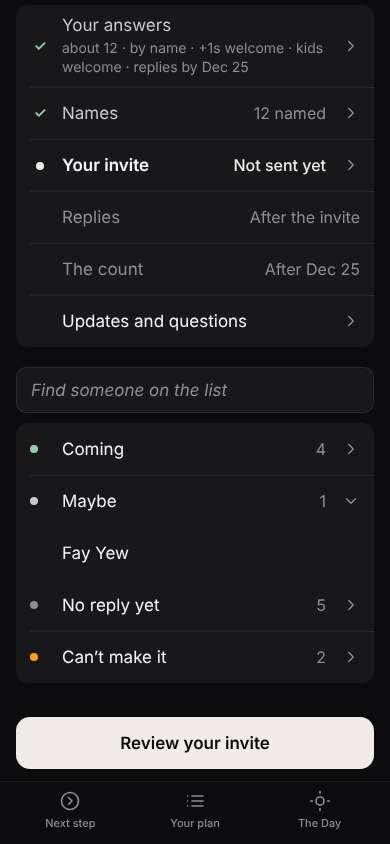 Your answers
about 12 · by name · +1s welcome · kids
welcome · replies by Dec 25
Names 12 named
Your invite Not sent yet
Replies After the invite
The count After Dec 25
Updates and questions
Find someone on the list
Coming 4
Maybe 1
Fay Yew
No reply yet 5
Can’t make it 2
Review your invite
Next step Your plan The Day